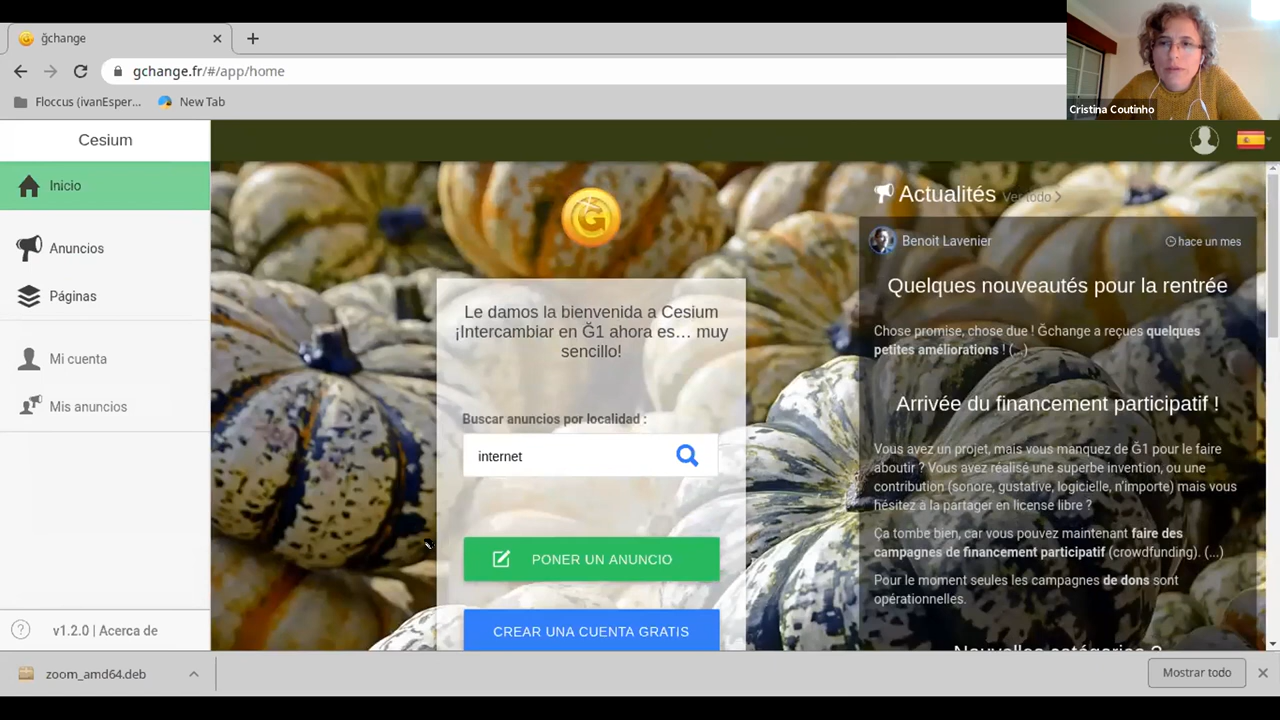 ğchange
gchange.fr/#/app/home
Floccus (ivanEsper...
New Tab
Cristina Coutinho
Cesium
Inicio
Anuncios
Páginas
Mi cuenta
Mis anuncios
? v1.2.0 | Acerca de
Ğ
Le damos la bienvenida a Cesium
¡Intercambiar en Ğ1 ahora es… muy
sencillo!
Buscar anuncios por localidad :
internet
PONER UN ANUNCIO
CREAR UNA CUENTA GRATIS
Actualités Ver todo
Benoit Lavenier hace un mes
Quelques nouveautés pour la rentrée
Chose promise, chose due ! Ğchange a reçues quelques
petites améliorations ! (...)
Arrivée du financement participatif !
Vous avez un projet, mais vous manquez de Ğ1 pour le faire
aboutir ? Vous avez réalisé une superbe invention, ou une
contribution (sonore, gustative, logicielle, n'importe) mais vous
hésitez à la partager en license libre ?
Ça tombe bien, car vous pouvez maintenant faire des
campagnes de financement participatif (crowdfunding). (...)
Pour le moment seules les campagnes de dons sont
opérationnelles.
Nouvelles catégories ?
zoom_amd64.deb
Mostrar todo